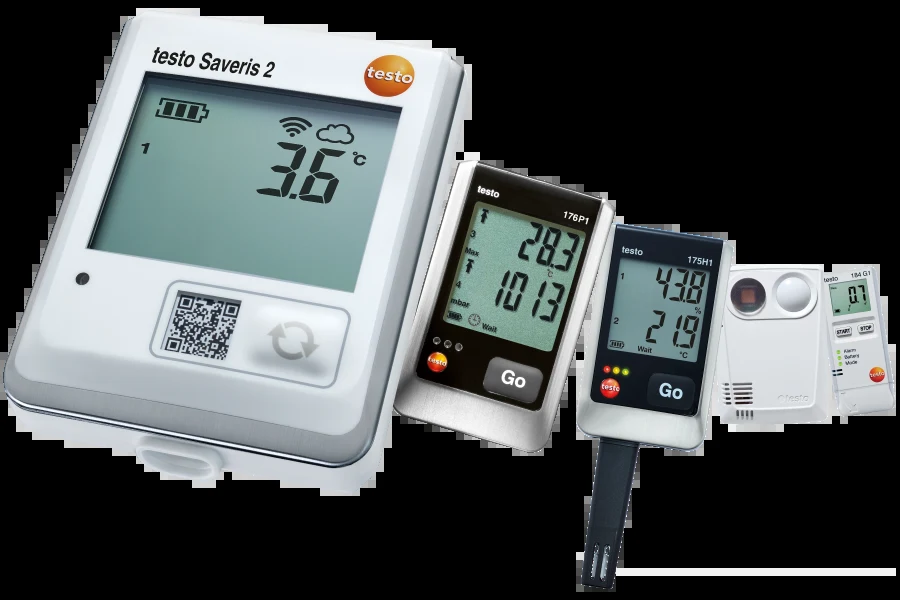 testo Saveris 2
testo
1
3.6 °C
testo
176P1
3
28.3
Max
°C
4
1013
mbar
Wait
testo
Go
testo
175H1
1
43.8
%
2
21.9
Wait
°C
testo
Go
testo
testo
184 G1
0.7
START
STOP
Alarm
Battery
Mode
testo